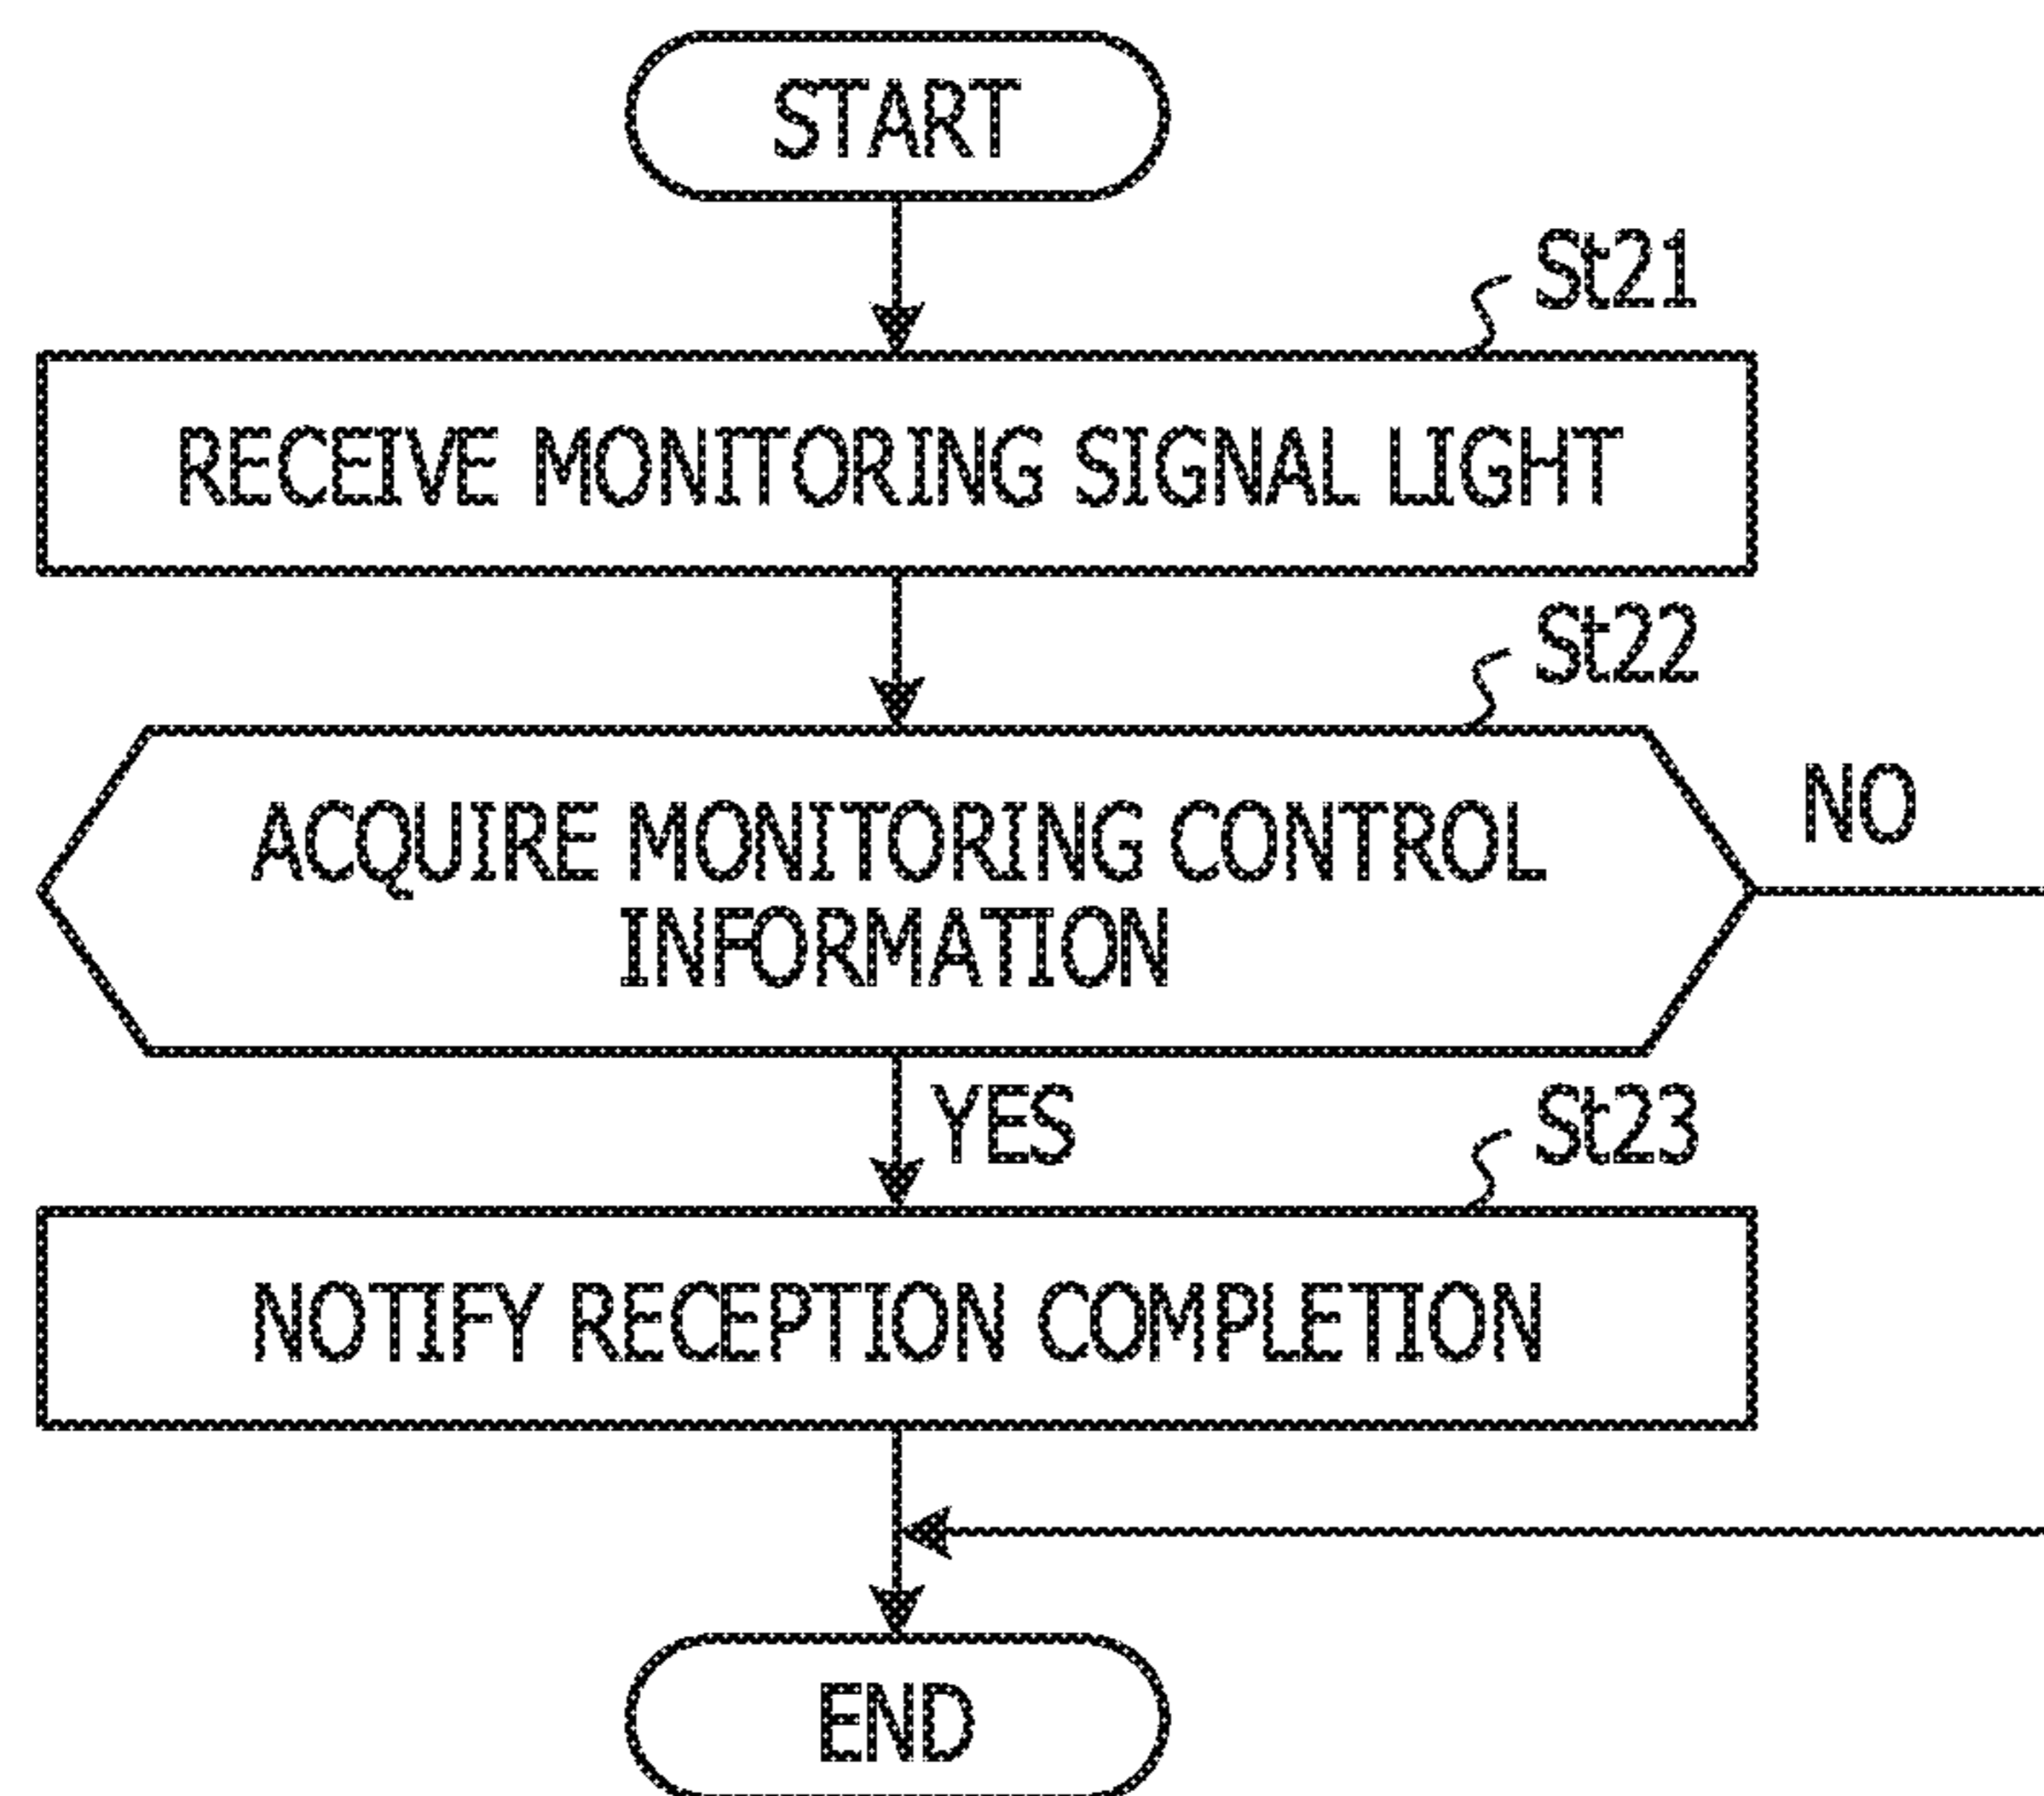 START
St21
RECEIVE MONITORING SIGNAL LIGHT
St22
ACQUIRE MONITORING CONTROL
INFORMATION
NO
YES
St23
NOTIFY RECEPTION COMPLETION
END